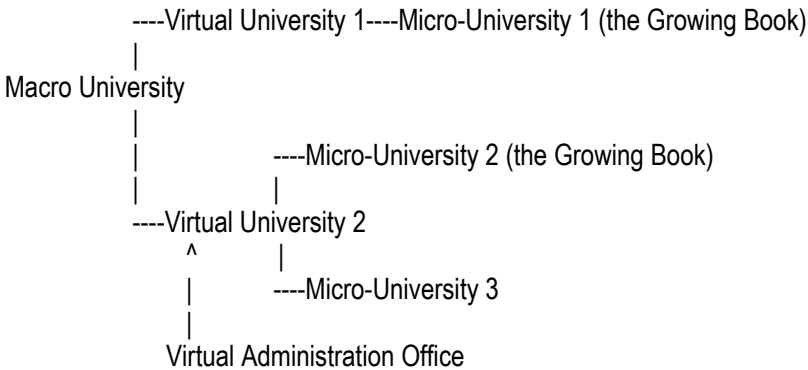 ----Virtual University 1----Micro-University 1 (the Growing Book)
|
Macro University
|
| ----Micro-University 2 (the Growing Book)
| |
----Virtual University 2
^ |
| ----Micro-University 3
|
Virtual Administration Office